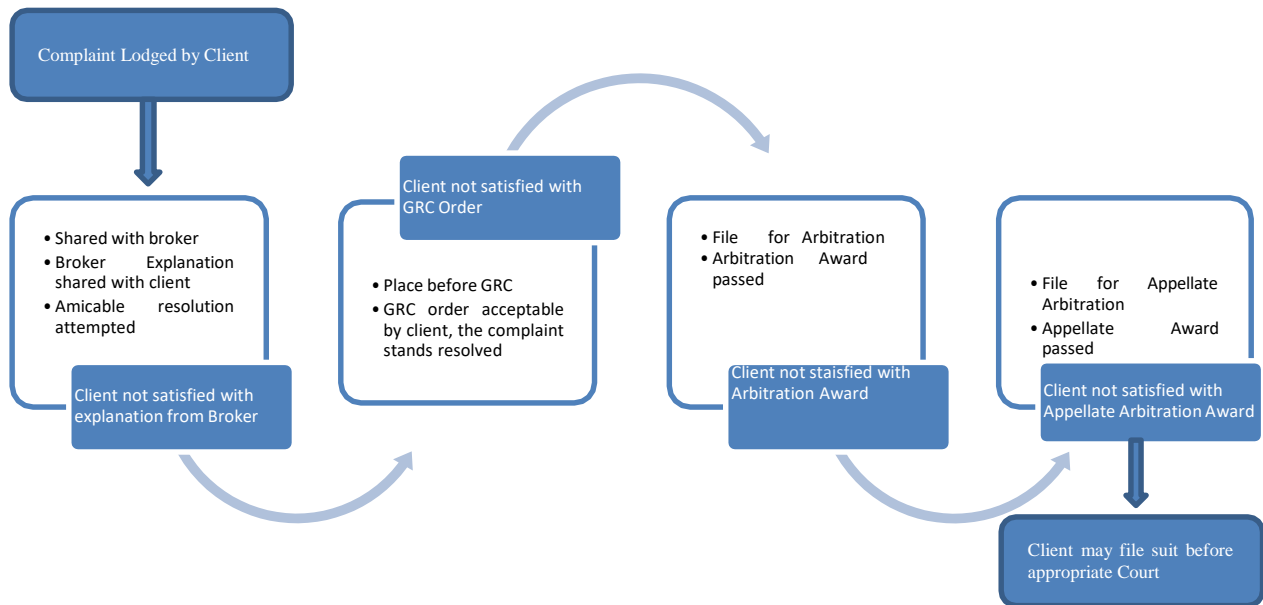 Complaint Lodged by Client
• Shared with broker
• Broker Explanation
shared with client
• Amicable resolution
attempted
Client not satisfied with
explanation from Broker
Client not satisfied with
GRC Order
• Place before GRC
• GRC order acceptable
by client, the complaint
stands resolved
• File for Arbitration
• Arbitration Award
passed
Client not staisfied with
Arbitration Award
• File for Appellate
Arbitration
• Appellate Award
passed
Client not satisfied with
Appellate Arbitration Award
Client may file suit before
appropriate Court